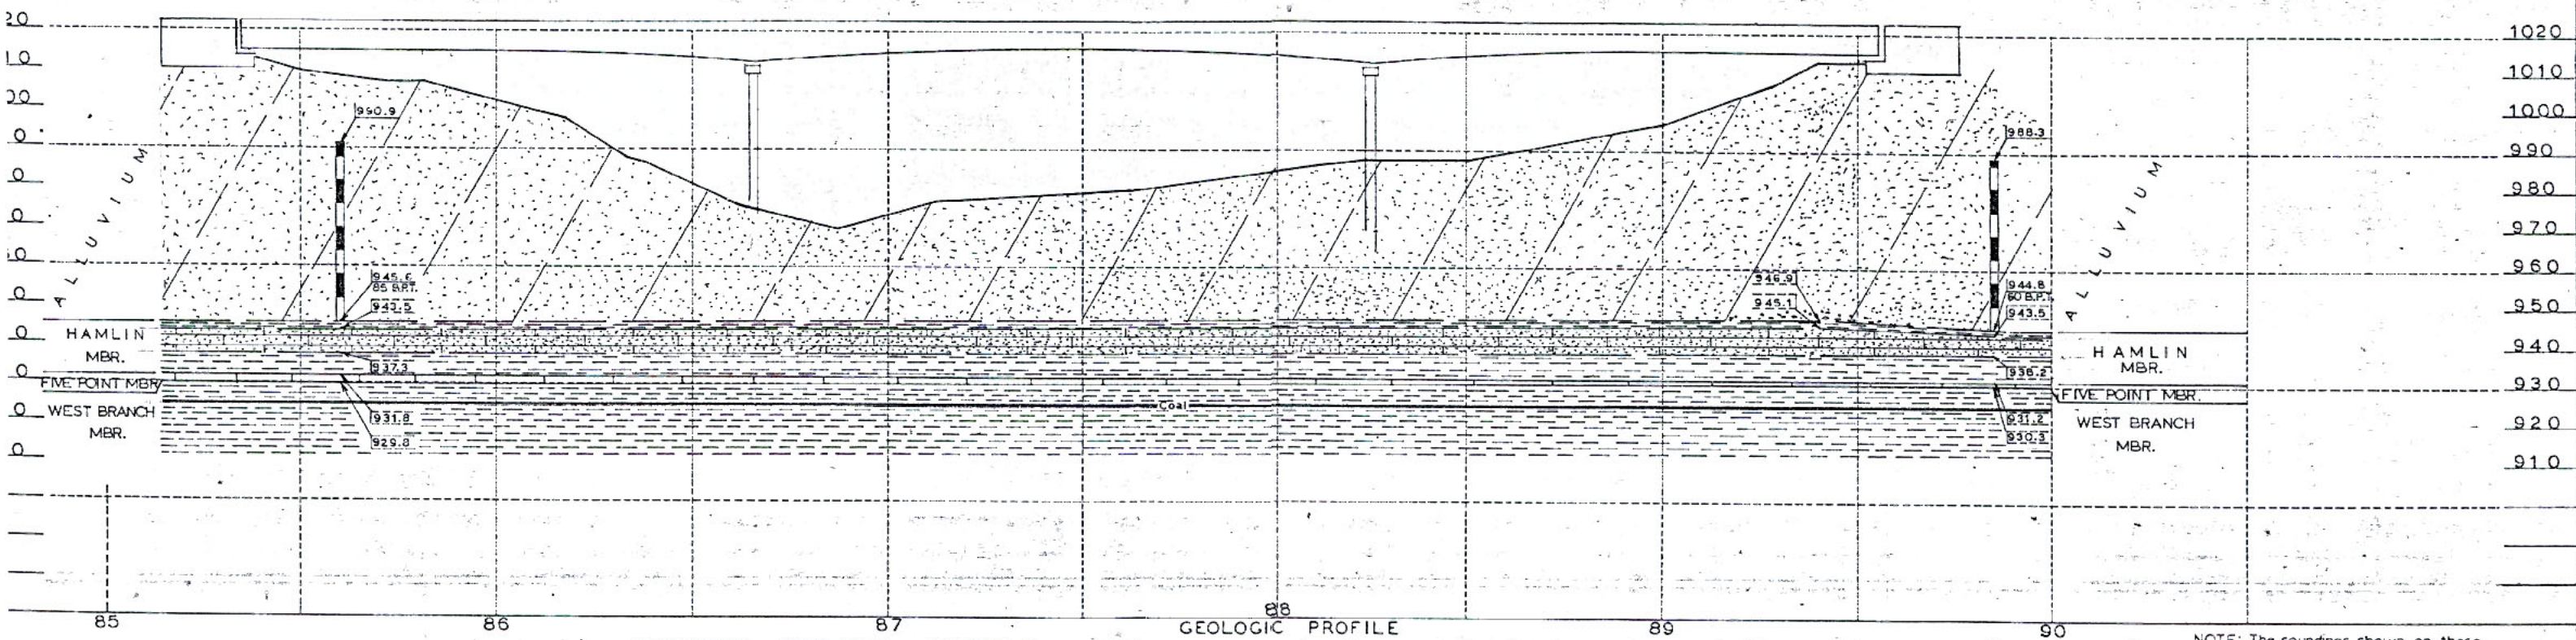 1020
1010
1000
990
980
970
960
950
940
930
920
910
ALLUVIUM
990.9
945.6
85 B.P.T.
943.5
937.3
931.8
929.8
HAMLIN
MBR.
FIVE POINT MBR
WEST BRANCH
MBR.
Coal
946.9
945.1
988.3
944.8
60 B.P.T.
943.5
938.2
931.2
930.3
ALLUVIUM
HAMLIN
MBR.
FIVE POINT MBR.
WEST BRANCH
MBR.
85
86
87
88
89
90
GEOLOGIC PROFILE
NOTE: The soundings shown on these